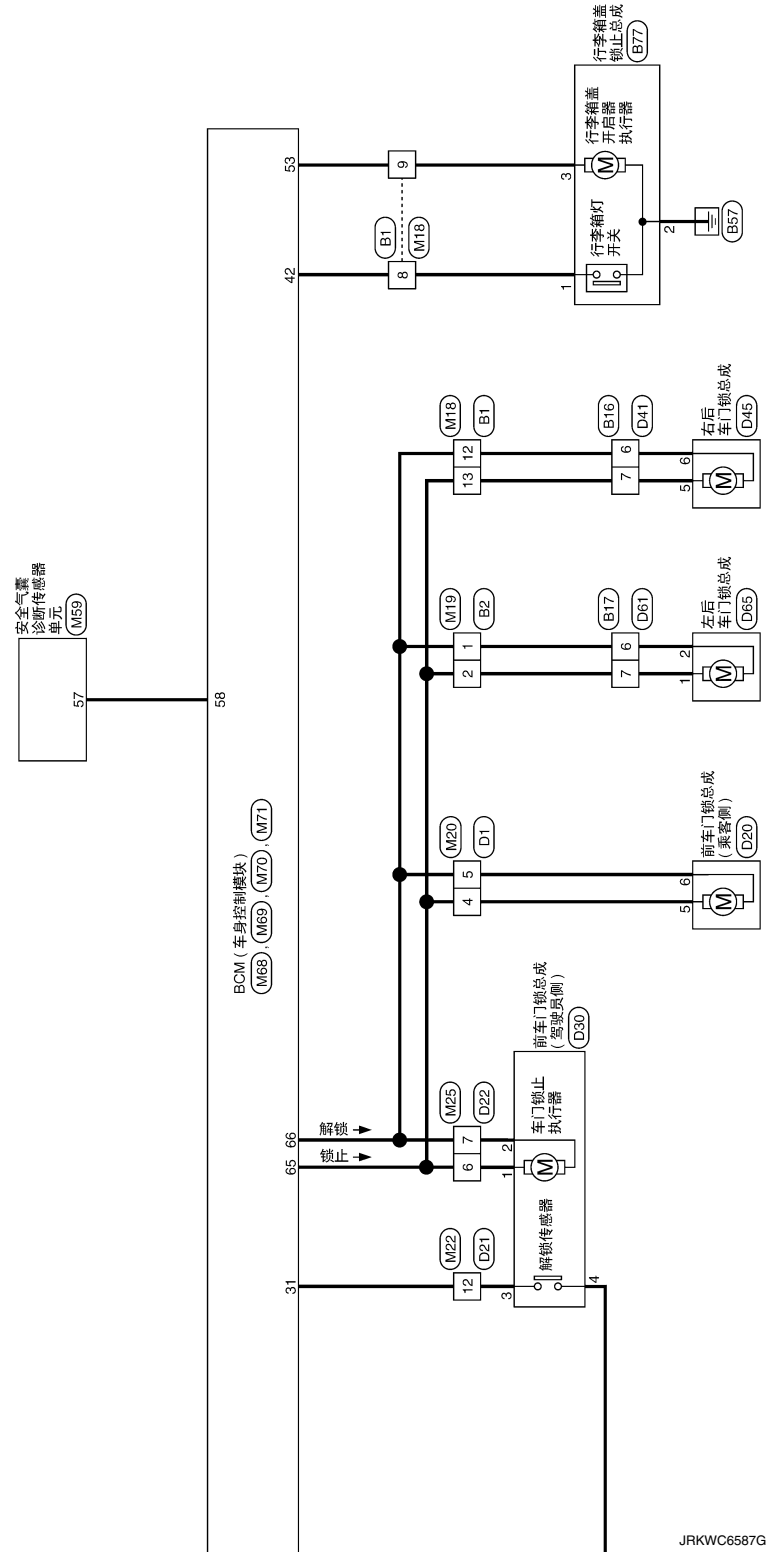 安全气囊
诊断传感器
单元
M59
57
58
BCM（车身控制模块）
M68 , M69 , M70 , M71
31
65
66
42
53
锁止
解锁
M22
D21
12
M25
D22
6
7
M20
D1
4
5
M19
B2
2
1
M18
B1
13
12
B17
D61
7
6
B16
D41
7
6
B1
M18
8
9
3
4
解锁传感器
1
2
M
车门锁止
执行器
前车门锁总成
（驾驶员侧）
D30
5
6
M
前车门锁总成
（乘客侧）
D20
1
2
M
左后
车门锁总成
D65
5
6
M
右后
车门锁总成
D45
1
3
行李箱灯
开关
M
行李箱盖
开启器
执行器
行李箱盖
锁止总成
B77
2
B57
JRKWC6587G